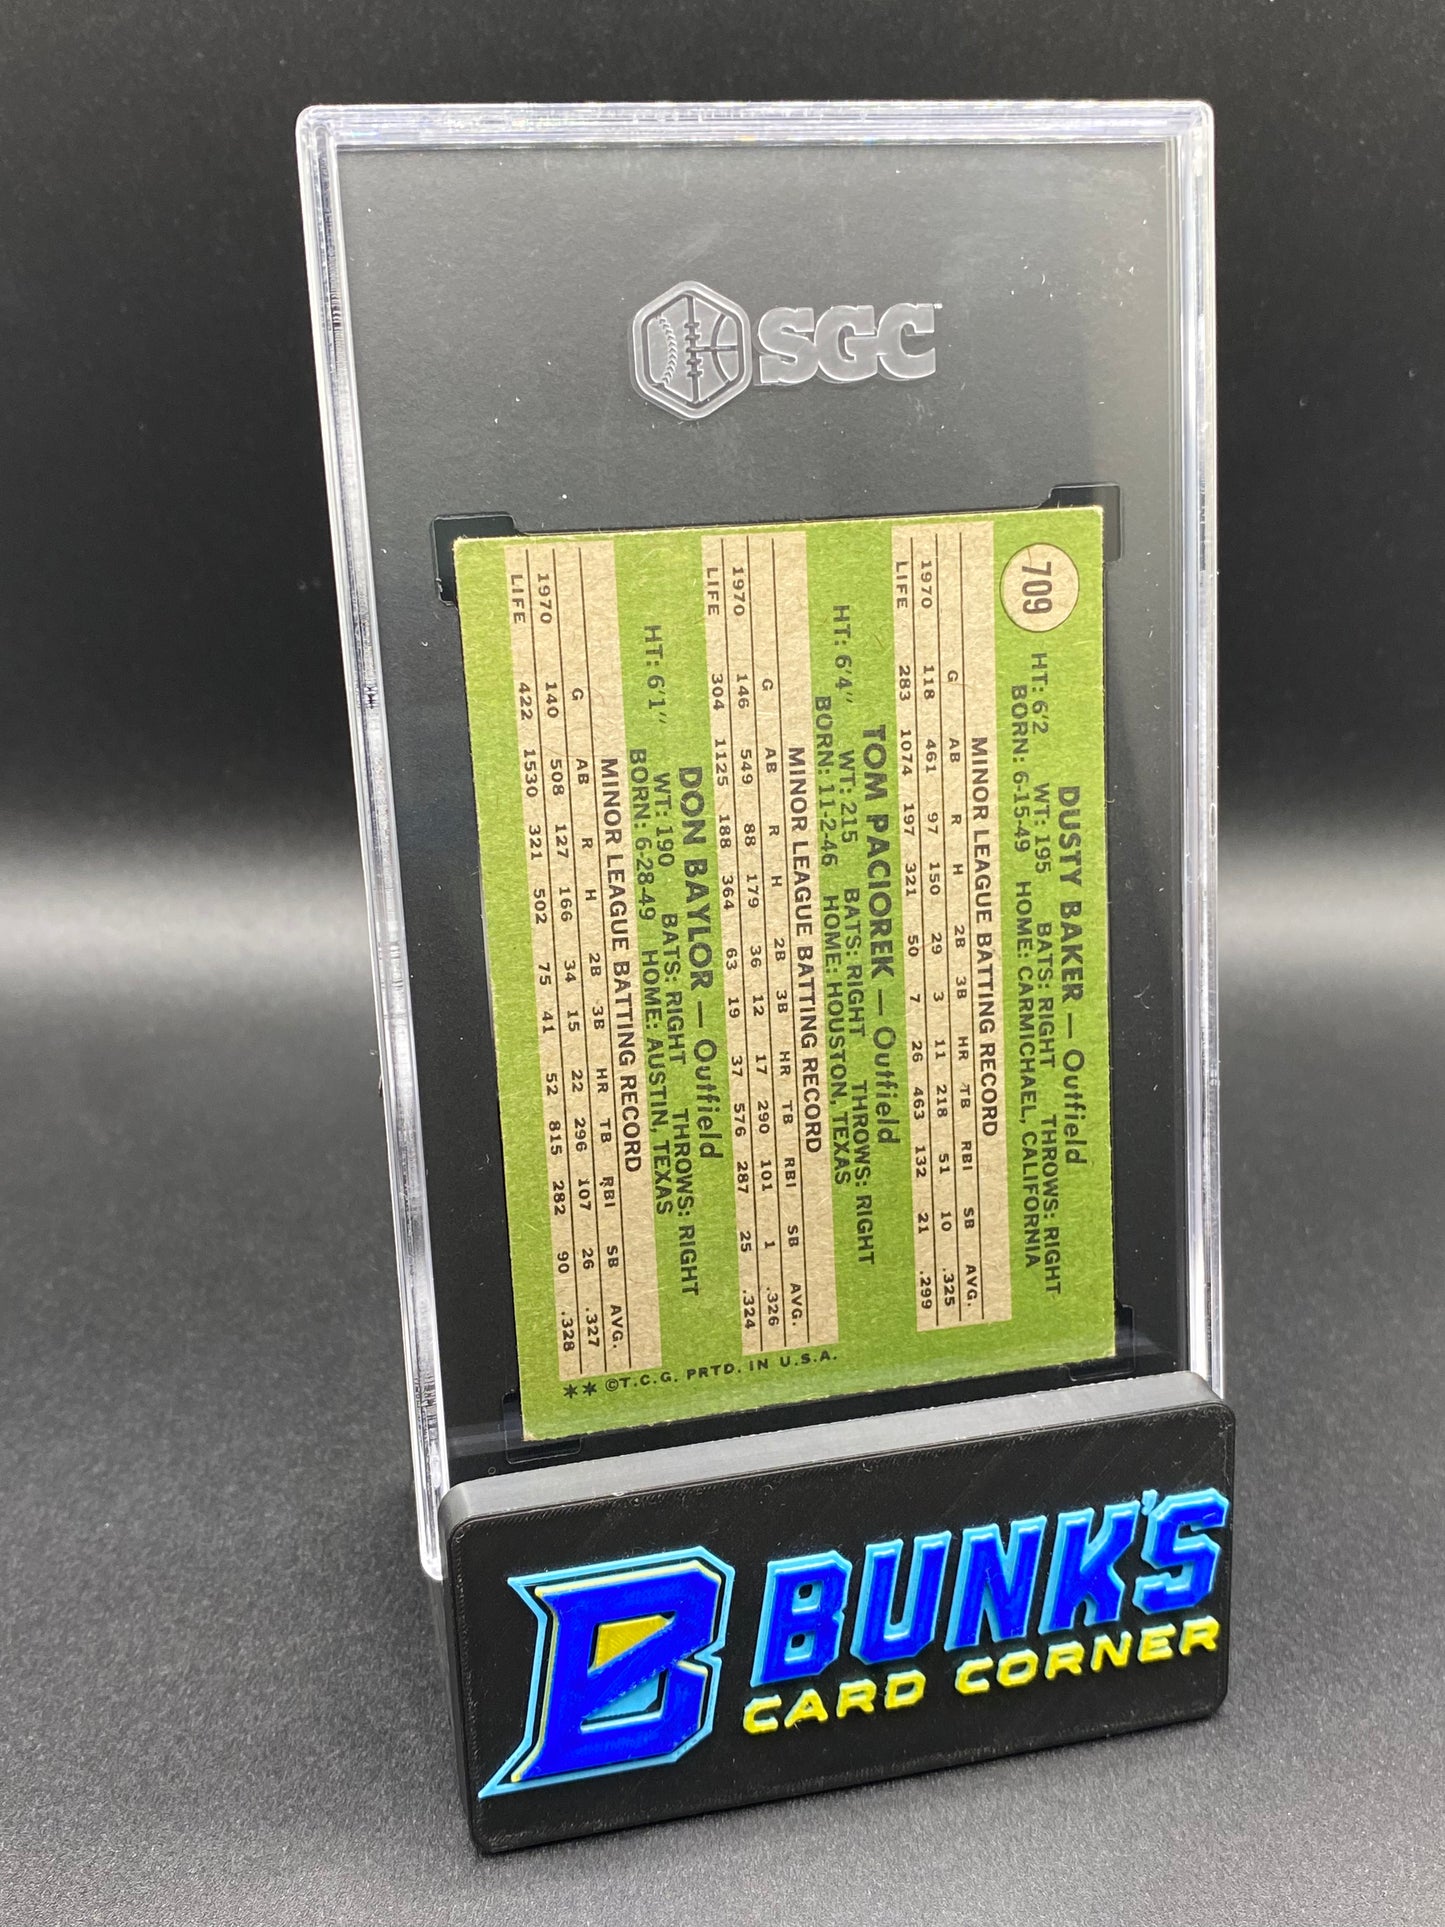 SGC
709
DUSTY BAKER — Outfield
HT: 6'2 WT: 195 BATS: RIGHT THROWS: RIGHT
BORN: 6-15-49 HOME: CARMICHAEL, CALIFORNIA
MINOR LEAGUE BATTING RECORD
G AB R H 2B 3B HR TB RBI SB AVG.
1970 118 461 97 150 29 3 11 218 51 10 .325
LIFE 283 1074 197 321 50 7 26 463 132 21 .299
TOM PACIOREK — Outfield
HT: 6'4" WT: 215 BATS: RIGHT THROWS: RIGHT
BORN: 11-2-46 HOME: HOUSTON, TEXAS
MINOR LEAGUE BATTING RECORD
G AB R H 2B 3B HR TB RBI SB AVG.
1970 146 549 88 179 36 12 17 290 101 1 .326
LIFE 304 1125 188 364 63 19 37 576 287 25 .324
DON BAYLOR — Outfield
HT: 6'1" WT: 190 BATS: RIGHT THROWS: RIGHT
BORN: 6-28-49 HOME: AUSTIN, TEXAS
MINOR LEAGUE BATTING RECORD
G AB R H 2B 3B HR TB RBI SB AVG.
1970 140 508 127 166 34 15 22 296 107 26 .327
LIFE 422 1530 321 502 75 41 52 815 282 90 .328
** ©T.C.G. PRTD. IN U.S.A.
B BUNK'S
CARD CORNER